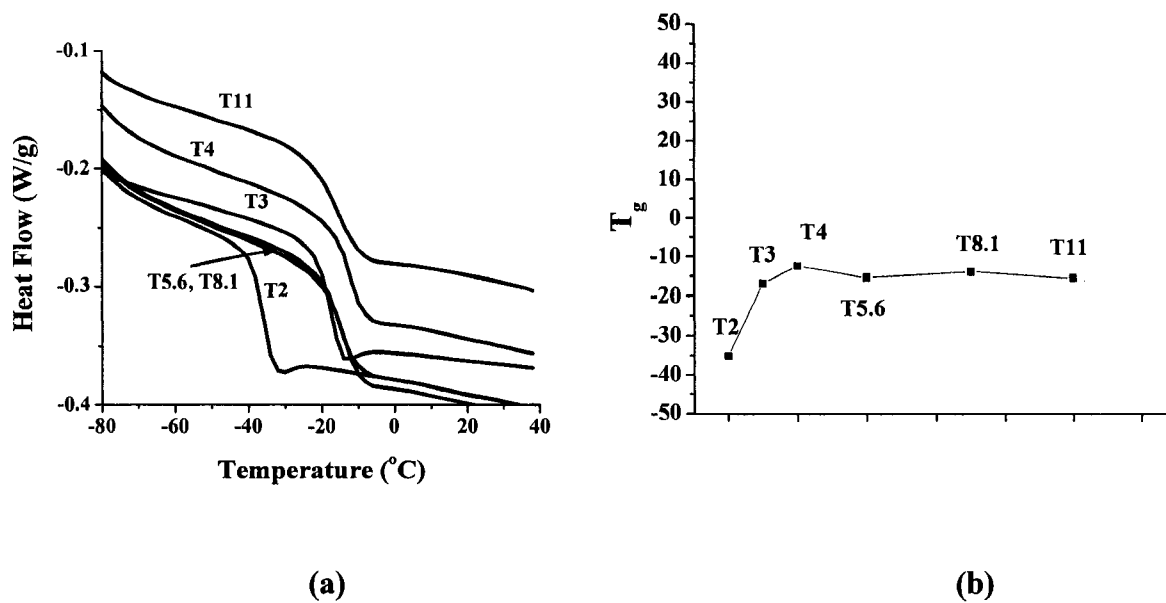 -0.1
-0.2
-0.3
-0.4
-80
-60
-40
-20
0
20
40
Heat Flow (W/g)
Temperature (°C)
T11
T4
T3
T5.6, T8.1
T2
(a)
50
40
30
20
10
0
-10
-20
-30
-40
-50
Tg
T2
T3
T4
T5.6
T8.1
T11
(b)